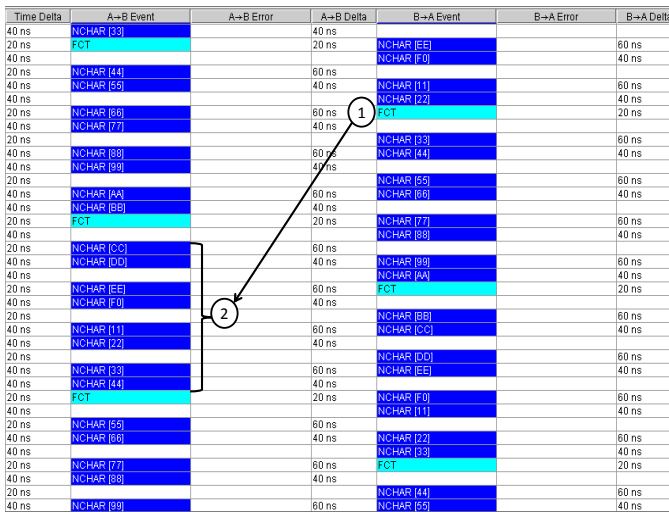 Time Delta A→B Event A→B Error A→B Delta B→A Event B→A Error B→A Delta
40 ns NCHAR [33] 40 ns
20 ns FCT 20 ns NCHAR [EE] 60 ns
40 ns NCHAR [F0] 40 ns
20 ns NCHAR [44] 60 ns
40 ns NCHAR [55] 40 ns NCHAR [11] 60 ns
40 ns NCHAR [22] 40 ns
20 ns NCHAR [66] 60 ns 1 FCT 20 ns
40 ns NCHAR [77] 40 ns
20 ns NCHAR [33] 60 ns
40 ns NCHAR [88] 60 ns NCHAR [44] 40 ns
40 ns NCHAR [99] 40 ns
20 ns NCHAR [55] 60 ns
40 ns NCHAR [AA] 60 ns NCHAR [66] 40 ns
40 ns NCHAR [BB] 40 ns
20 ns FCT 20 ns NCHAR [77] 60 ns
40 ns NCHAR [88] 40 ns
20 ns NCHAR [CC] 60 ns
40 ns NCHAR [DD] 40 ns NCHAR [99] 60 ns
40 ns NCHAR [AA] 40 ns
20 ns NCHAR [EE] 60 ns FCT 20 ns
40 ns NCHAR [F0] 40 ns
2
20 ns NCHAR [BB] 60 ns
40 ns NCHAR [11] 60 ns NCHAR [CC] 40 ns
40 ns NCHAR [22] 40 ns
20 ns NCHAR [DD] 60 ns
40 ns NCHAR [33] 60 ns NCHAR [EE] 40 ns
40 ns NCHAR [44] 40 ns
20 ns FCT 20 ns NCHAR [F0] 60 ns
40 ns NCHAR [11] 40 ns
20 ns NCHAR [55] 60 ns
40 ns NCHAR [66] 40 ns NCHAR [22] 60 ns
40 ns NCHAR [33] 40 ns
20 ns NCHAR [77] 60 ns FCT 20 ns
40 ns NCHAR [88] 40 ns
20 ns NCHAR [44] 60 ns
40 ns NCHAR [99] 60 ns NCHAR [55] 40 ns